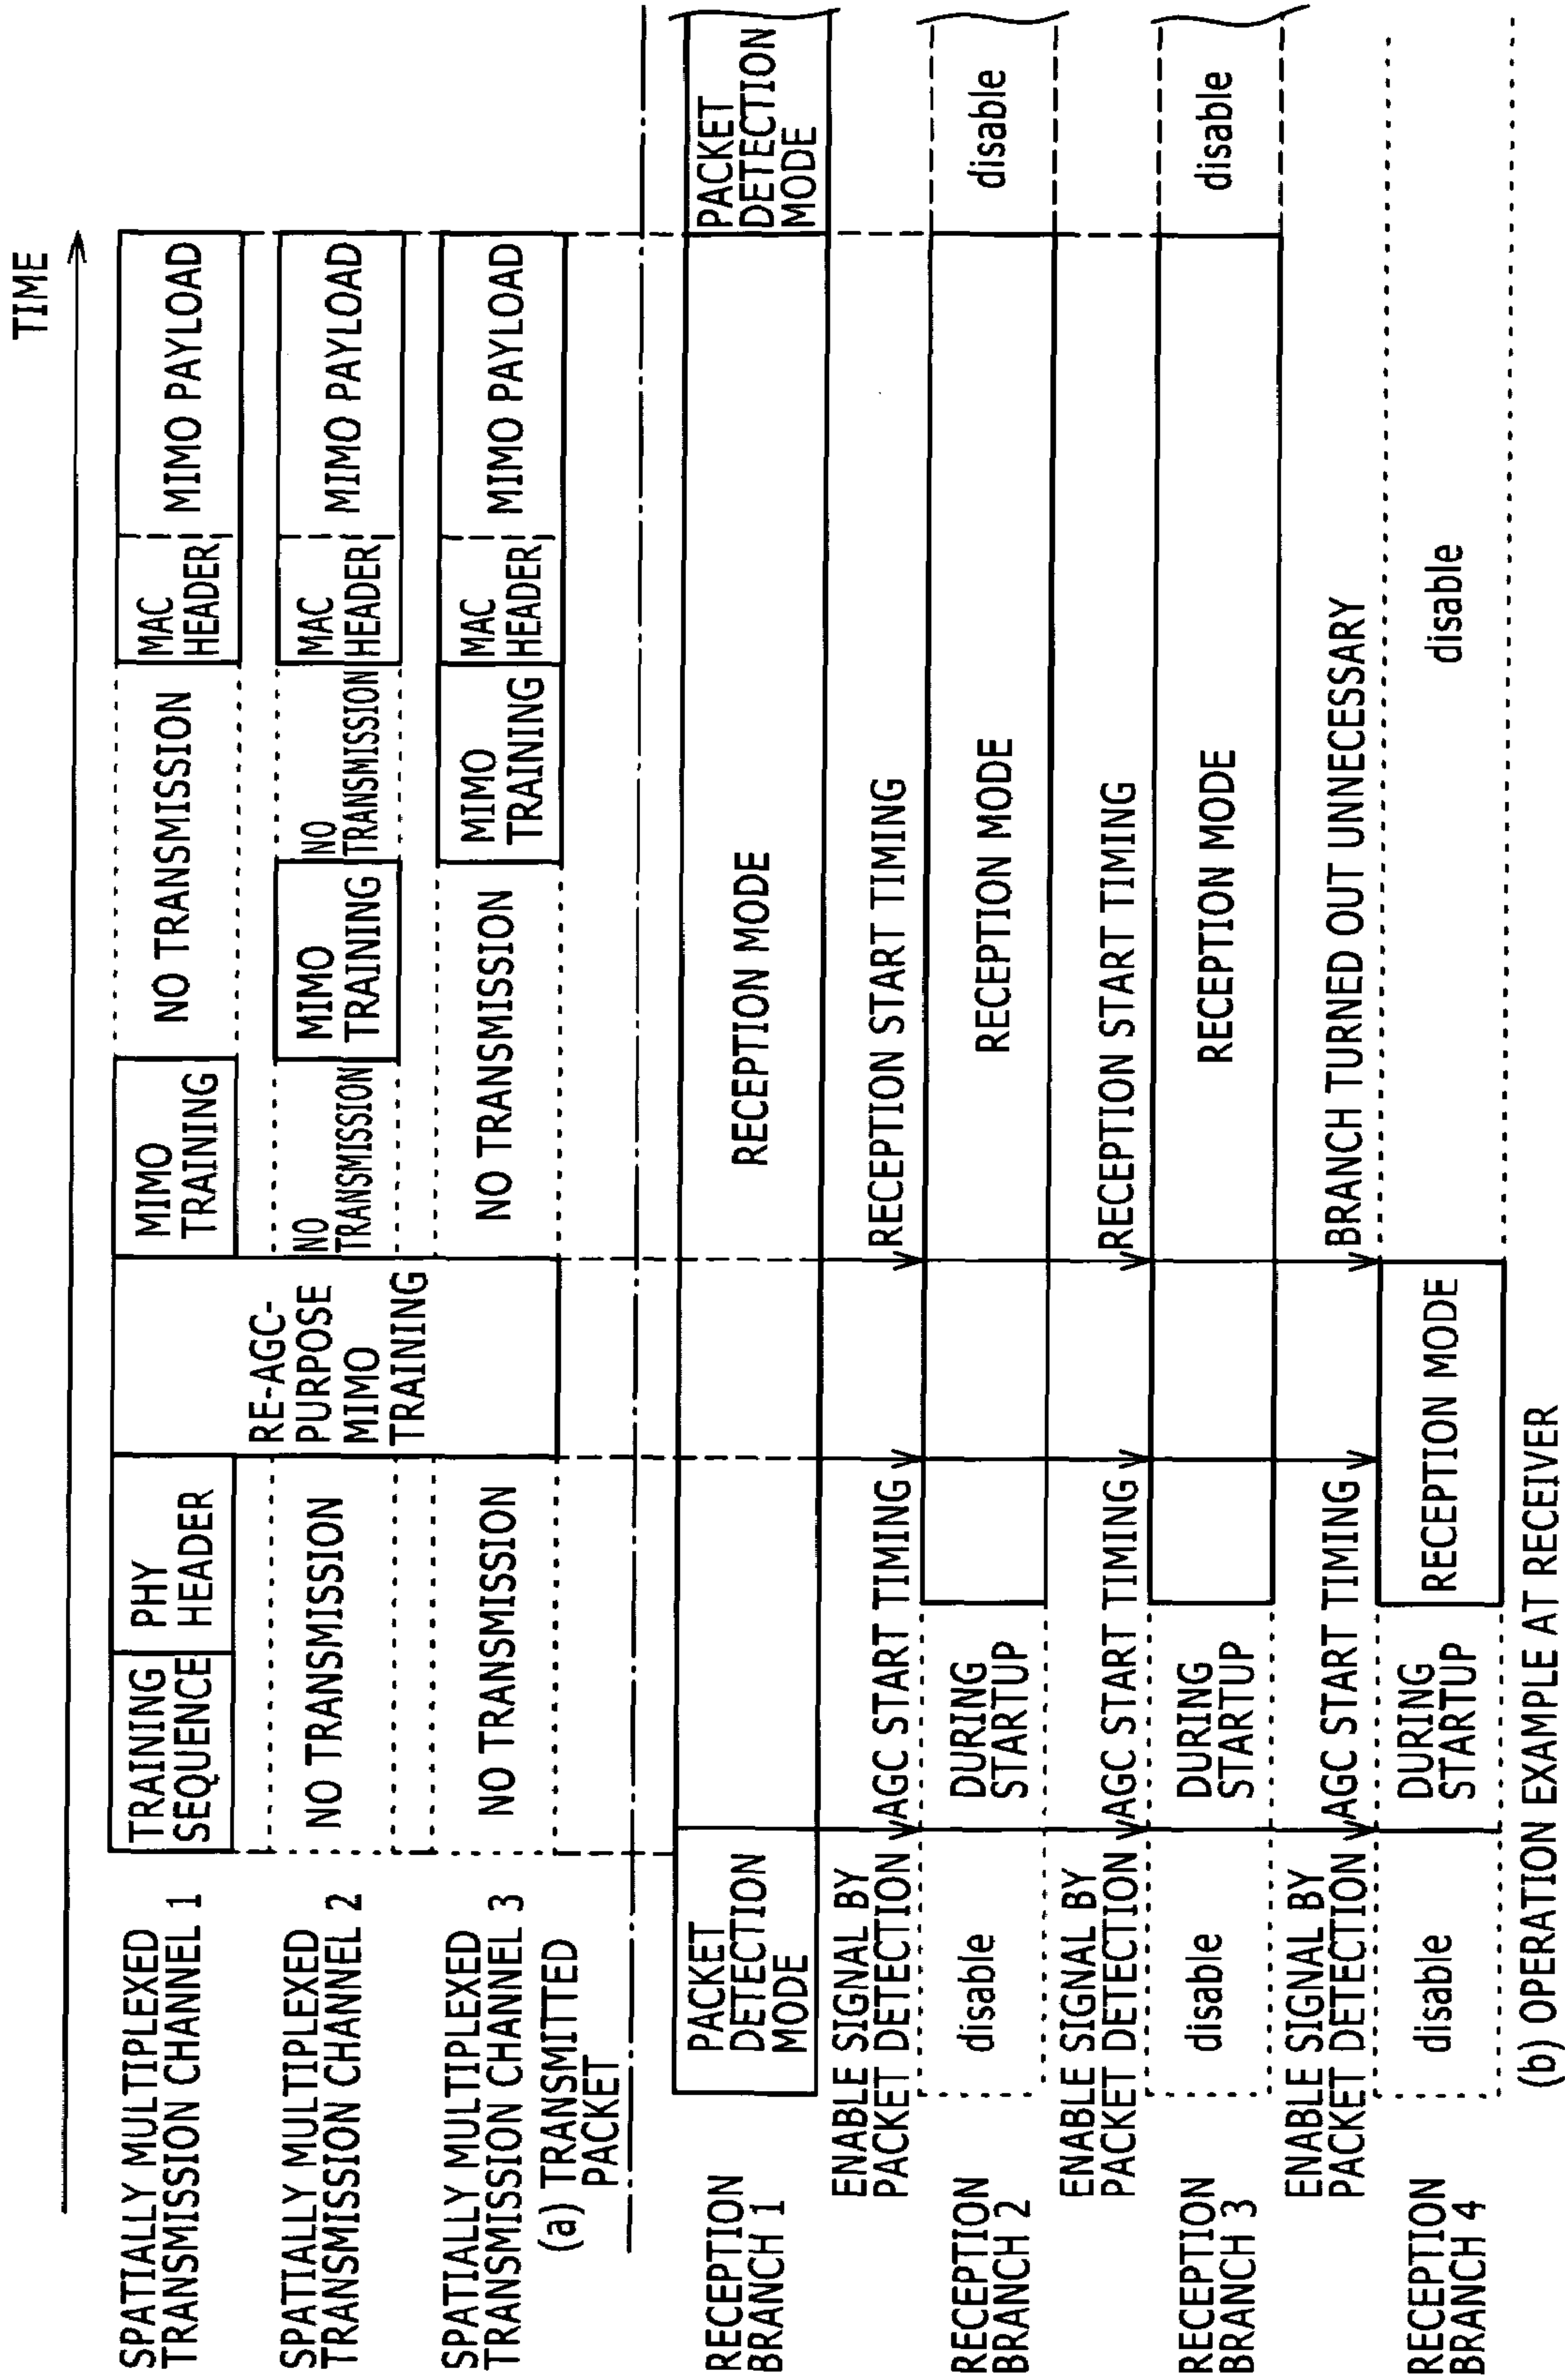 TIME
SPATIALLY MULTIPLEXED
TRANSMISSION CHANNEL 1
TRAINING
SEQUENCE
PHY
HEADER
RE-AGC-
PURPOSE
MIMO
TRAINING
MIMO
TRAINING
NO TRANSMISSION
MAC
HEADER
MIMO PAYLOAD
SPATIALLY MULTIPLEXED
TRANSMISSION CHANNEL 2
NO TRANSMISSION
NO
TRANSMISSION
MIMO
TRAINING
NO
TRANSMISSION
MAC
HEADER
MIMO PAYLOAD
SPATIALLY MULTIPLEXED
TRANSMISSION CHANNEL 3
NO TRANSMISSION
NO TRANSMISSION
MIMO
TRAINING
MAC
HEADER
MIMO PAYLOAD
(a) TRANSMITTED
PACKET
RECEPTION
BRANCH 1
PACKET
DETECTION
MODE
RECEPTION MODE
PACKET
DETECTION
MODE
ENABLE SIGNAL BY
PACKET DETECTION
AGC START TIMING
RECEPTION START TIMING
RECEPTION
BRANCH 2
disable
DURING
STARTUP
RECEPTION MODE
disable
ENABLE SIGNAL BY
PACKET DETECTION
AGC START TIMING
RECEPTION START TIMING
RECEPTION
BRANCH 3
disable
DURING
STARTUP
RECEPTION MODE
disable
ENABLE SIGNAL BY
PACKET DETECTION
AGC START TIMING
BRANCH TURNED OUT UNNECESSARY
RECEPTION
BRANCH 4
disable
DURING
STARTUP
RECEPTION MODE
disable
(b) OPERATION EXAMPLE AT RECEIVER